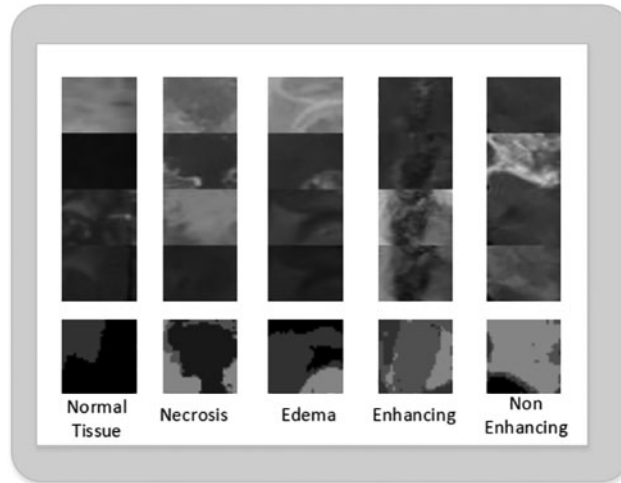 Normal
Tissue
Necrosis
Edema
Enhancing
Non
Enhancing